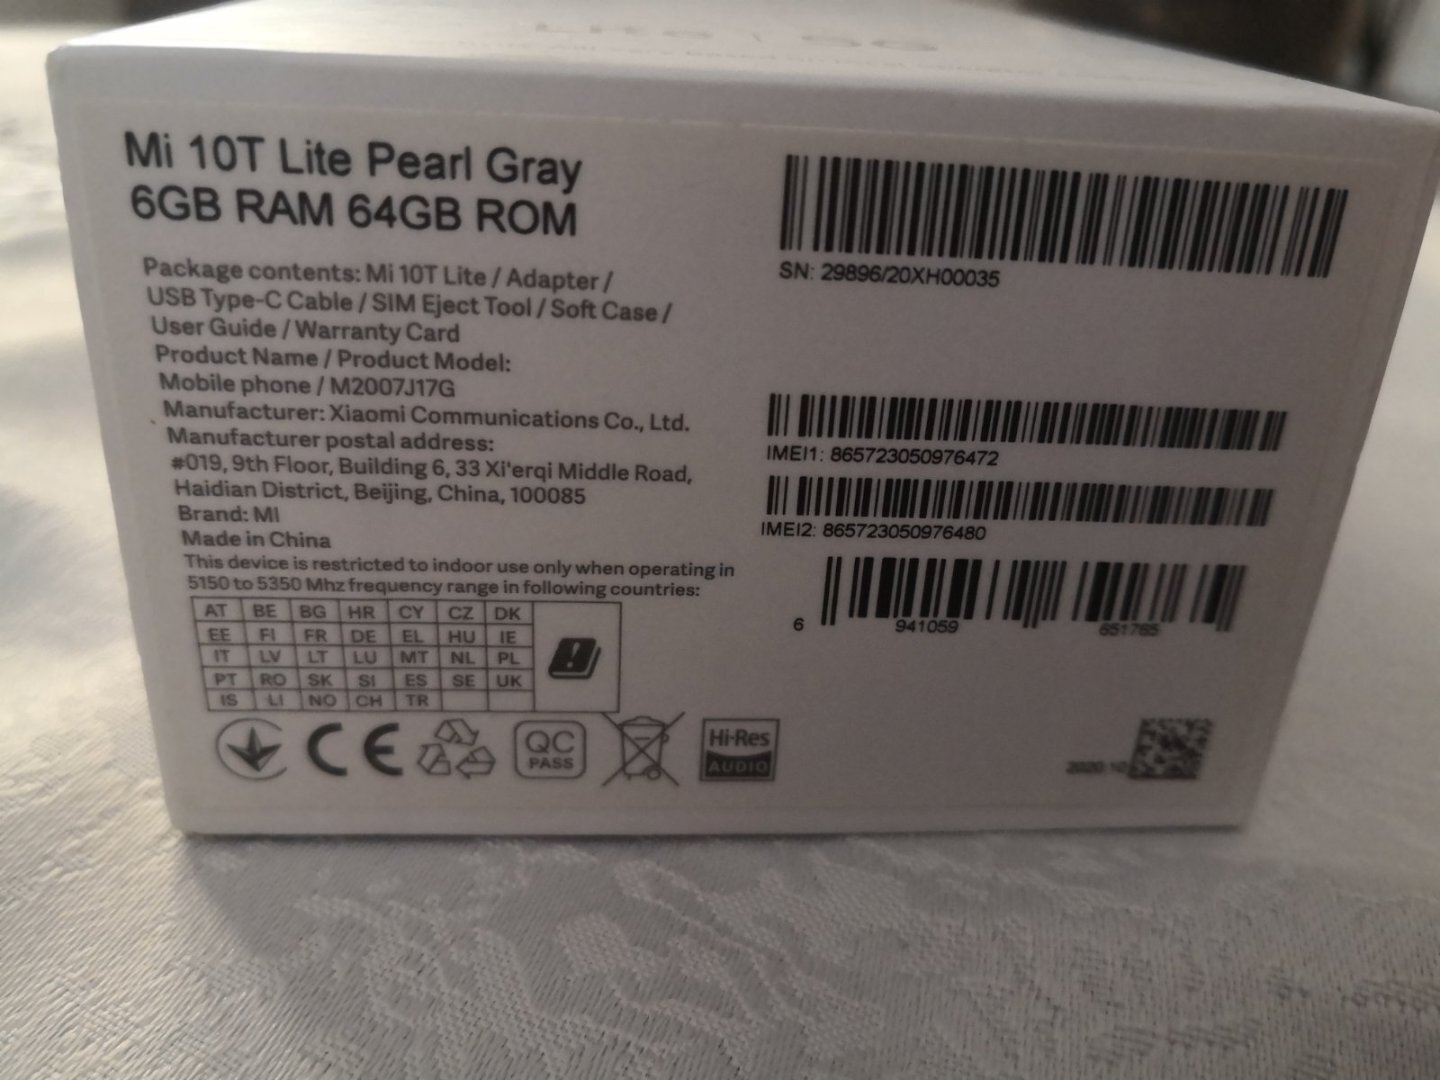 Mi 10T Lite Pearl Gray
6GB RAM 64GB ROM
Package contents: Mi 10T Lite / Adapter /
USB Type-C Cable / SIM Eject Tool / Soft Case /
User Guide / Warranty Card
Product Name / Product Model:
Mobile phone / M2007J17G
Manufacturer: Xiaomi Communications Co., Ltd.
Manufacturer postal address:
#019, 9th Floor, Building 6, 33 Xi'erqi Middle Road,
Haidian District, Beijing, China, 100085
Brand: MI
Made in China
This device is restricted to indoor use only when operating in
5150 to 5350 Mhz frequency range in following countries:
AT BE BG HR CY CZ DK
EE FI FR DE EL HU IE
IT LV LT LU MT NL PL
PT RO SK SI ES SE UK
IS LI NO CH TR
CE
QC
PASS
Hi-Res
AUDIO
SN: 29896/20XH00035
IMEI1: 865723050976472
IMEI2: 865723050976480
6 941059 651765
2020.10